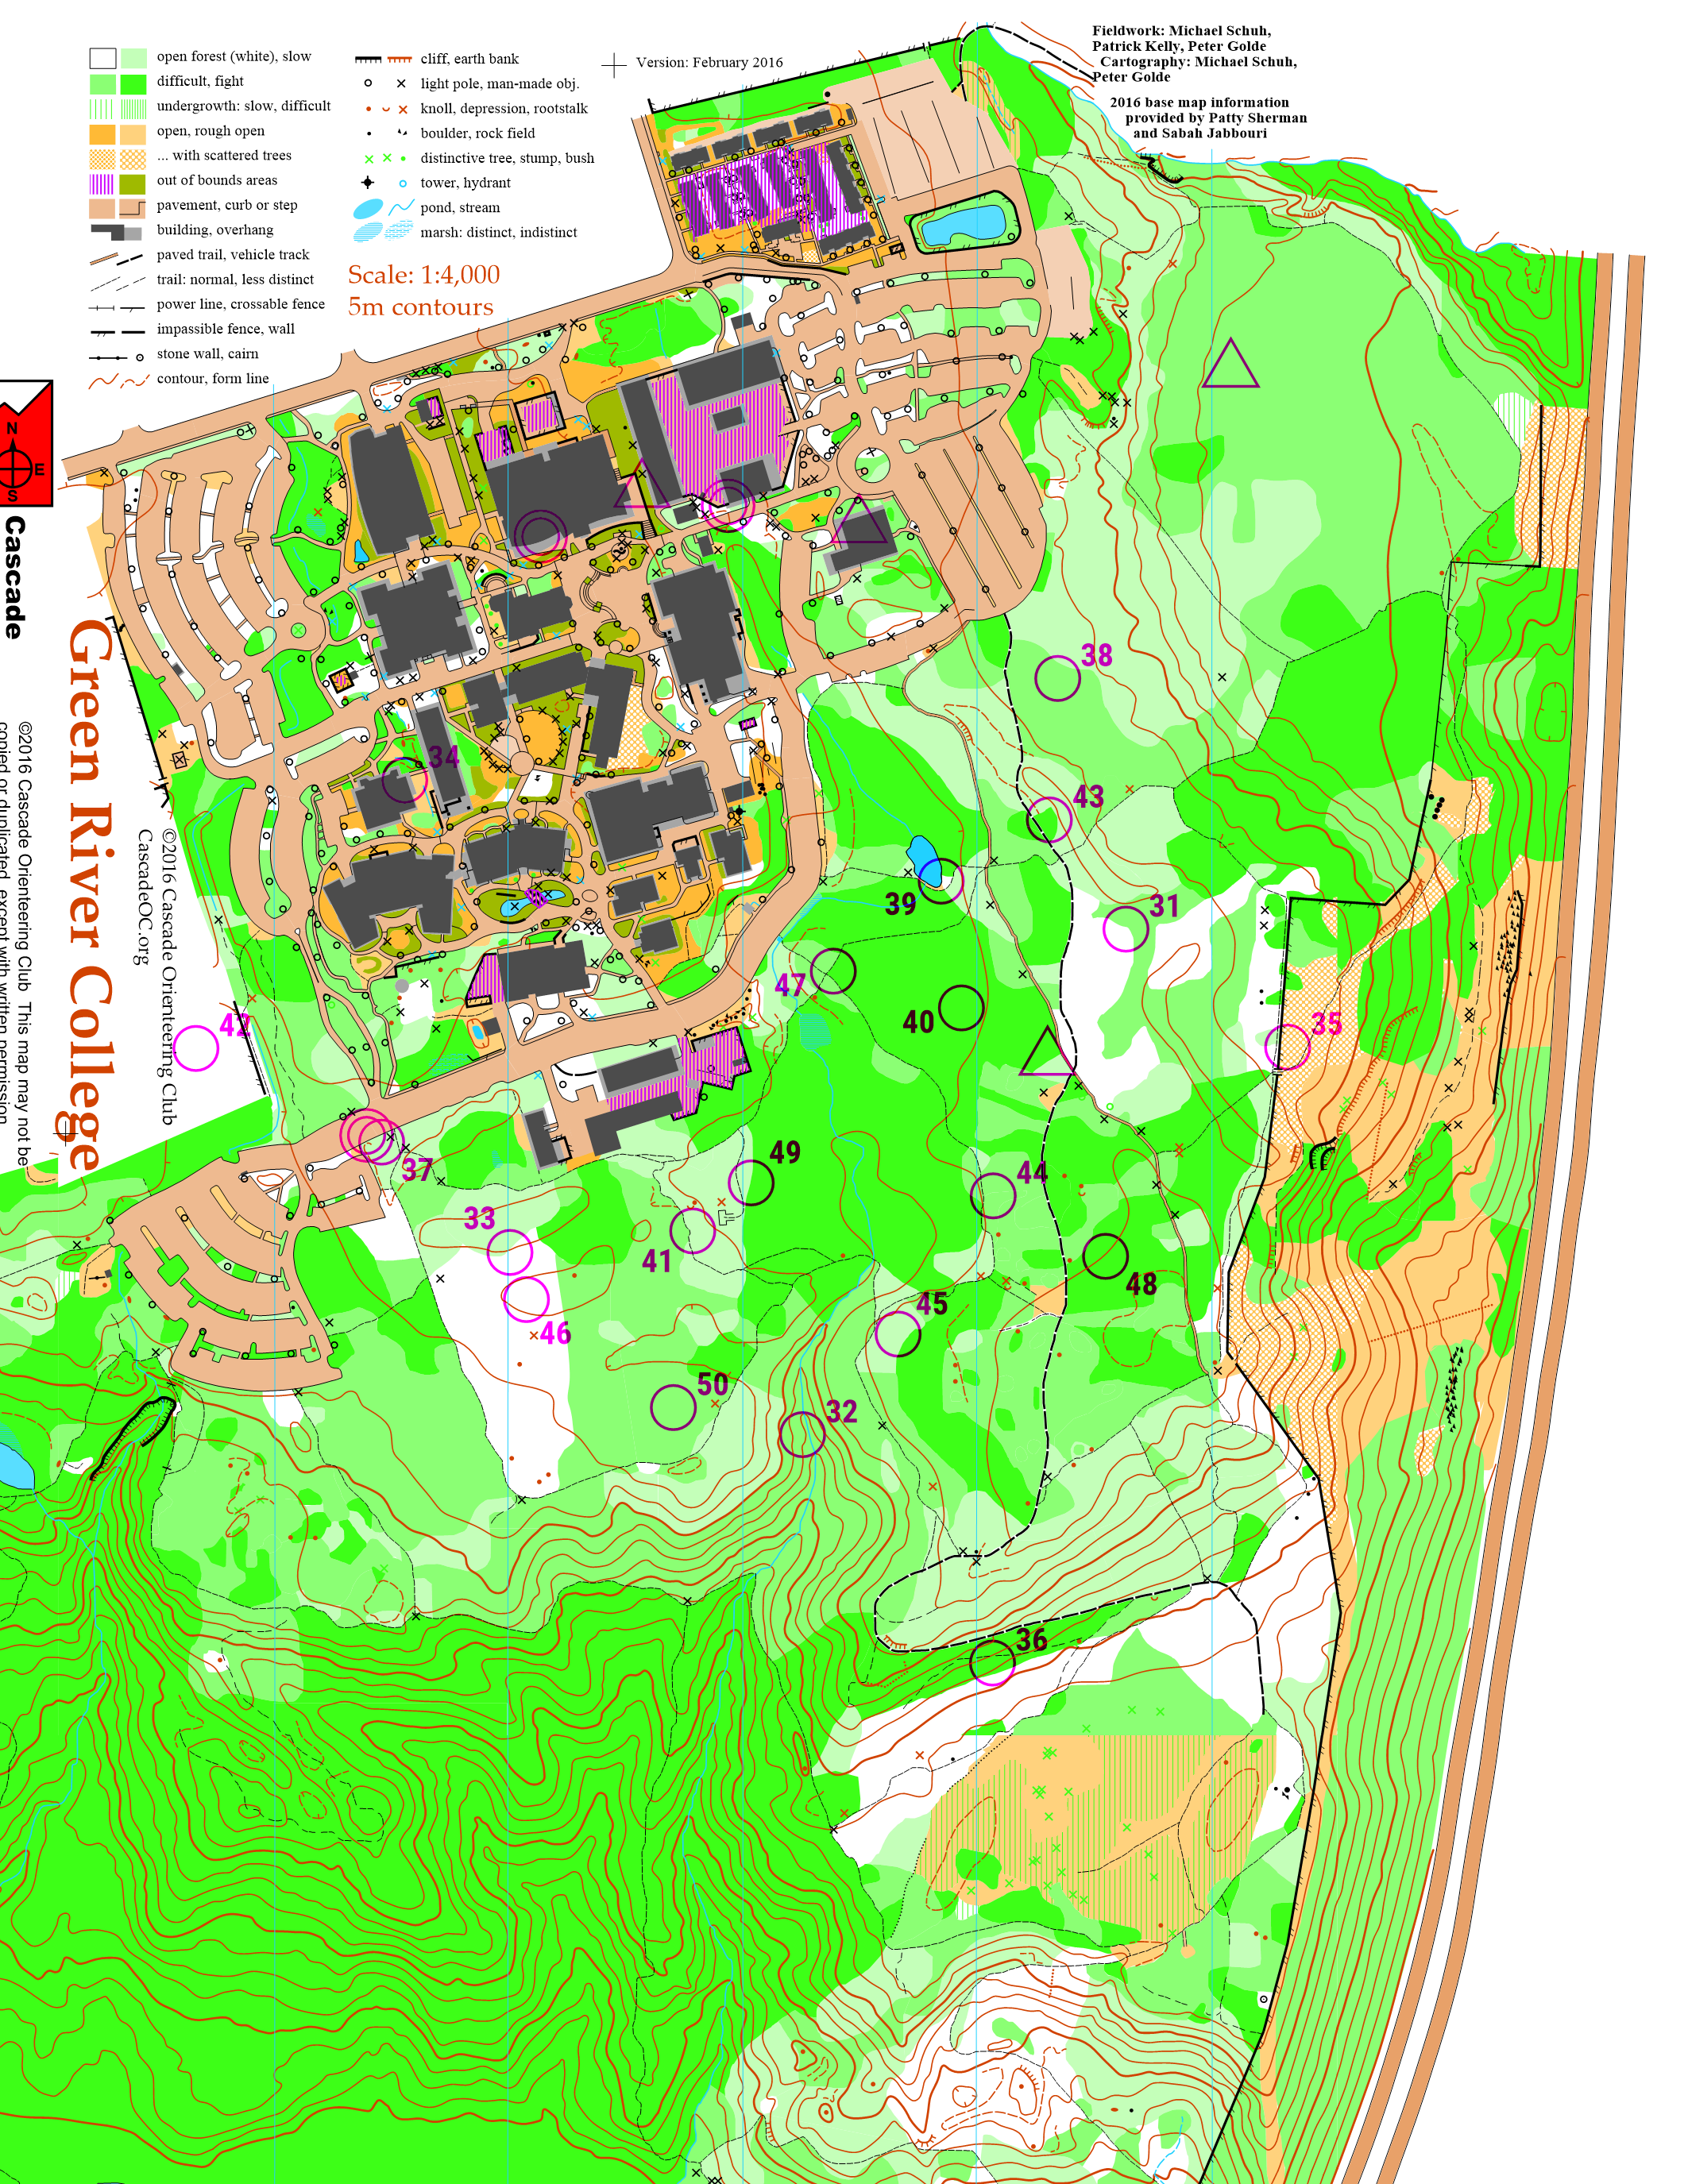 open forest (white), slow
difficult, fight
undergrowth: slow, difficult
open, rough open
... with scattered trees
out of bounds areas
pavement, curb or step
building, overhang
paved trail, vehicle track
trail: normal, less distinct
power line, crossable fence
impassible fence, wall
stone wall, cairn
contour, form line
cliff, earth bank
light pole, man-made obj.
knoll, depression, rootstalk
boulder, rock field
distinctive tree, stump, bush
tower, hydrant
pond, stream
marsh: distinct, indistinct
Scale: 1:4,000
5m contours
Version: February 2016
Fieldwork: Michael Schuh,
Patrick Kelly, Peter Golde
Cartography: Michael Schuh,
Peter Golde
2016 base map information
provided by Patty Sherman
and Sabah Jabbouri
N
E
S
Cascade
Green River College
©2016 Cascade Orienteering Club
CascadeOC.org
©2016 Cascade Orienteering Club This map may not be
copied or duplicated, except with written permission
38
34
43
39
31
47
40
35
42
37
49
44
33
41
48
46
45
50
32
36